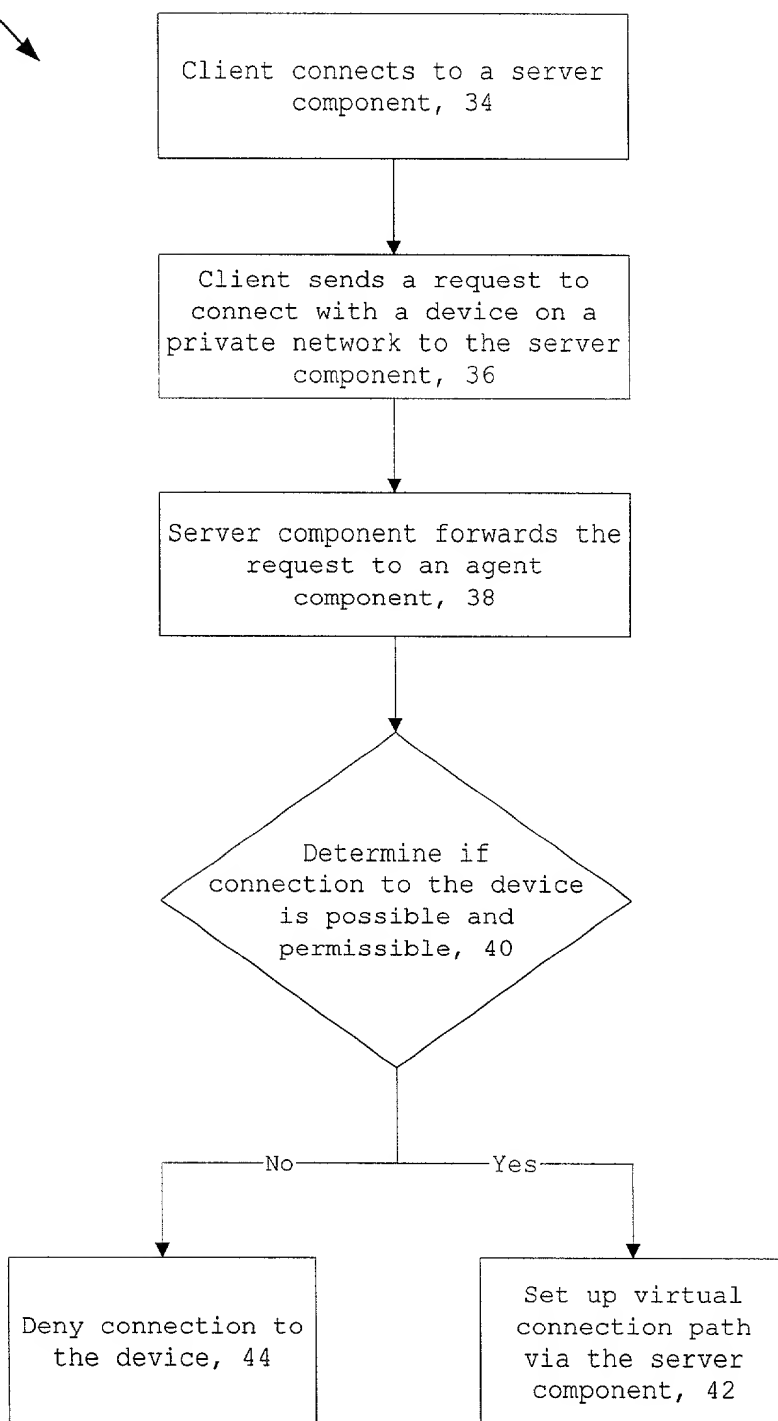 Client connects to a server
component, 34
Client sends a request to
connect with a device on a
private network to the server
component, 36
Server component forwards the
request to an agent
component, 38
Determine if
connection to the device
is possible and
permissible, 40
No
Yes
Deny connection to
the device, 44
Set up virtual
connection path
via the server
component, 42